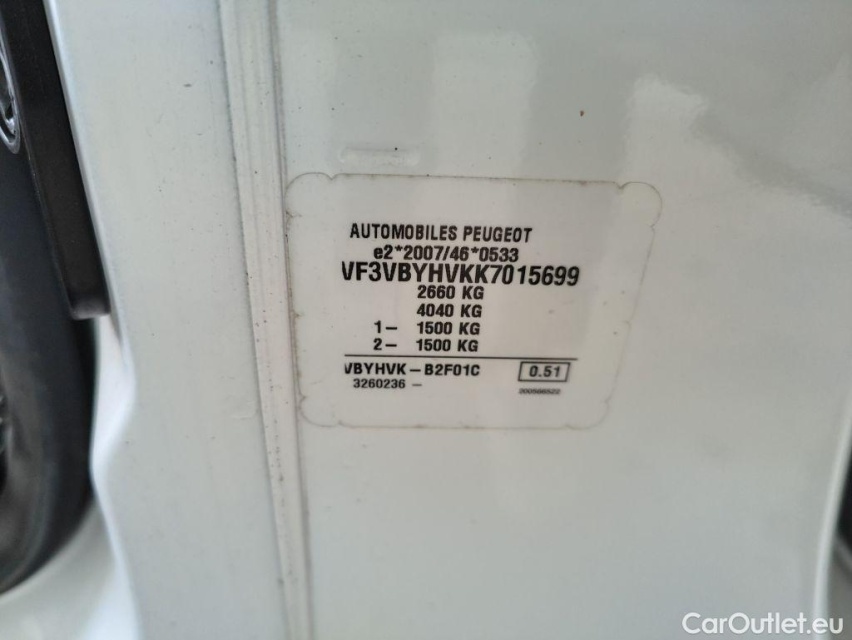 AUTOMOBILES PEUGEOT
e2*2007/46*0533
VF3VBYHVKK7015699
2660 KG
4040 KG
1– 1500 KG
2– 1500 KG
VBYHVK–B2F01C 0.51
3260236 –
CarOutlet.eu